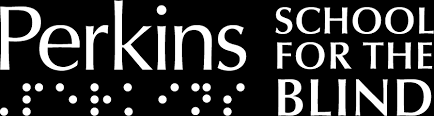 Perkins
⠠⠏⠑⠗⠅⠊⠝⠎
SCHOOL
FOR THE
BLIND